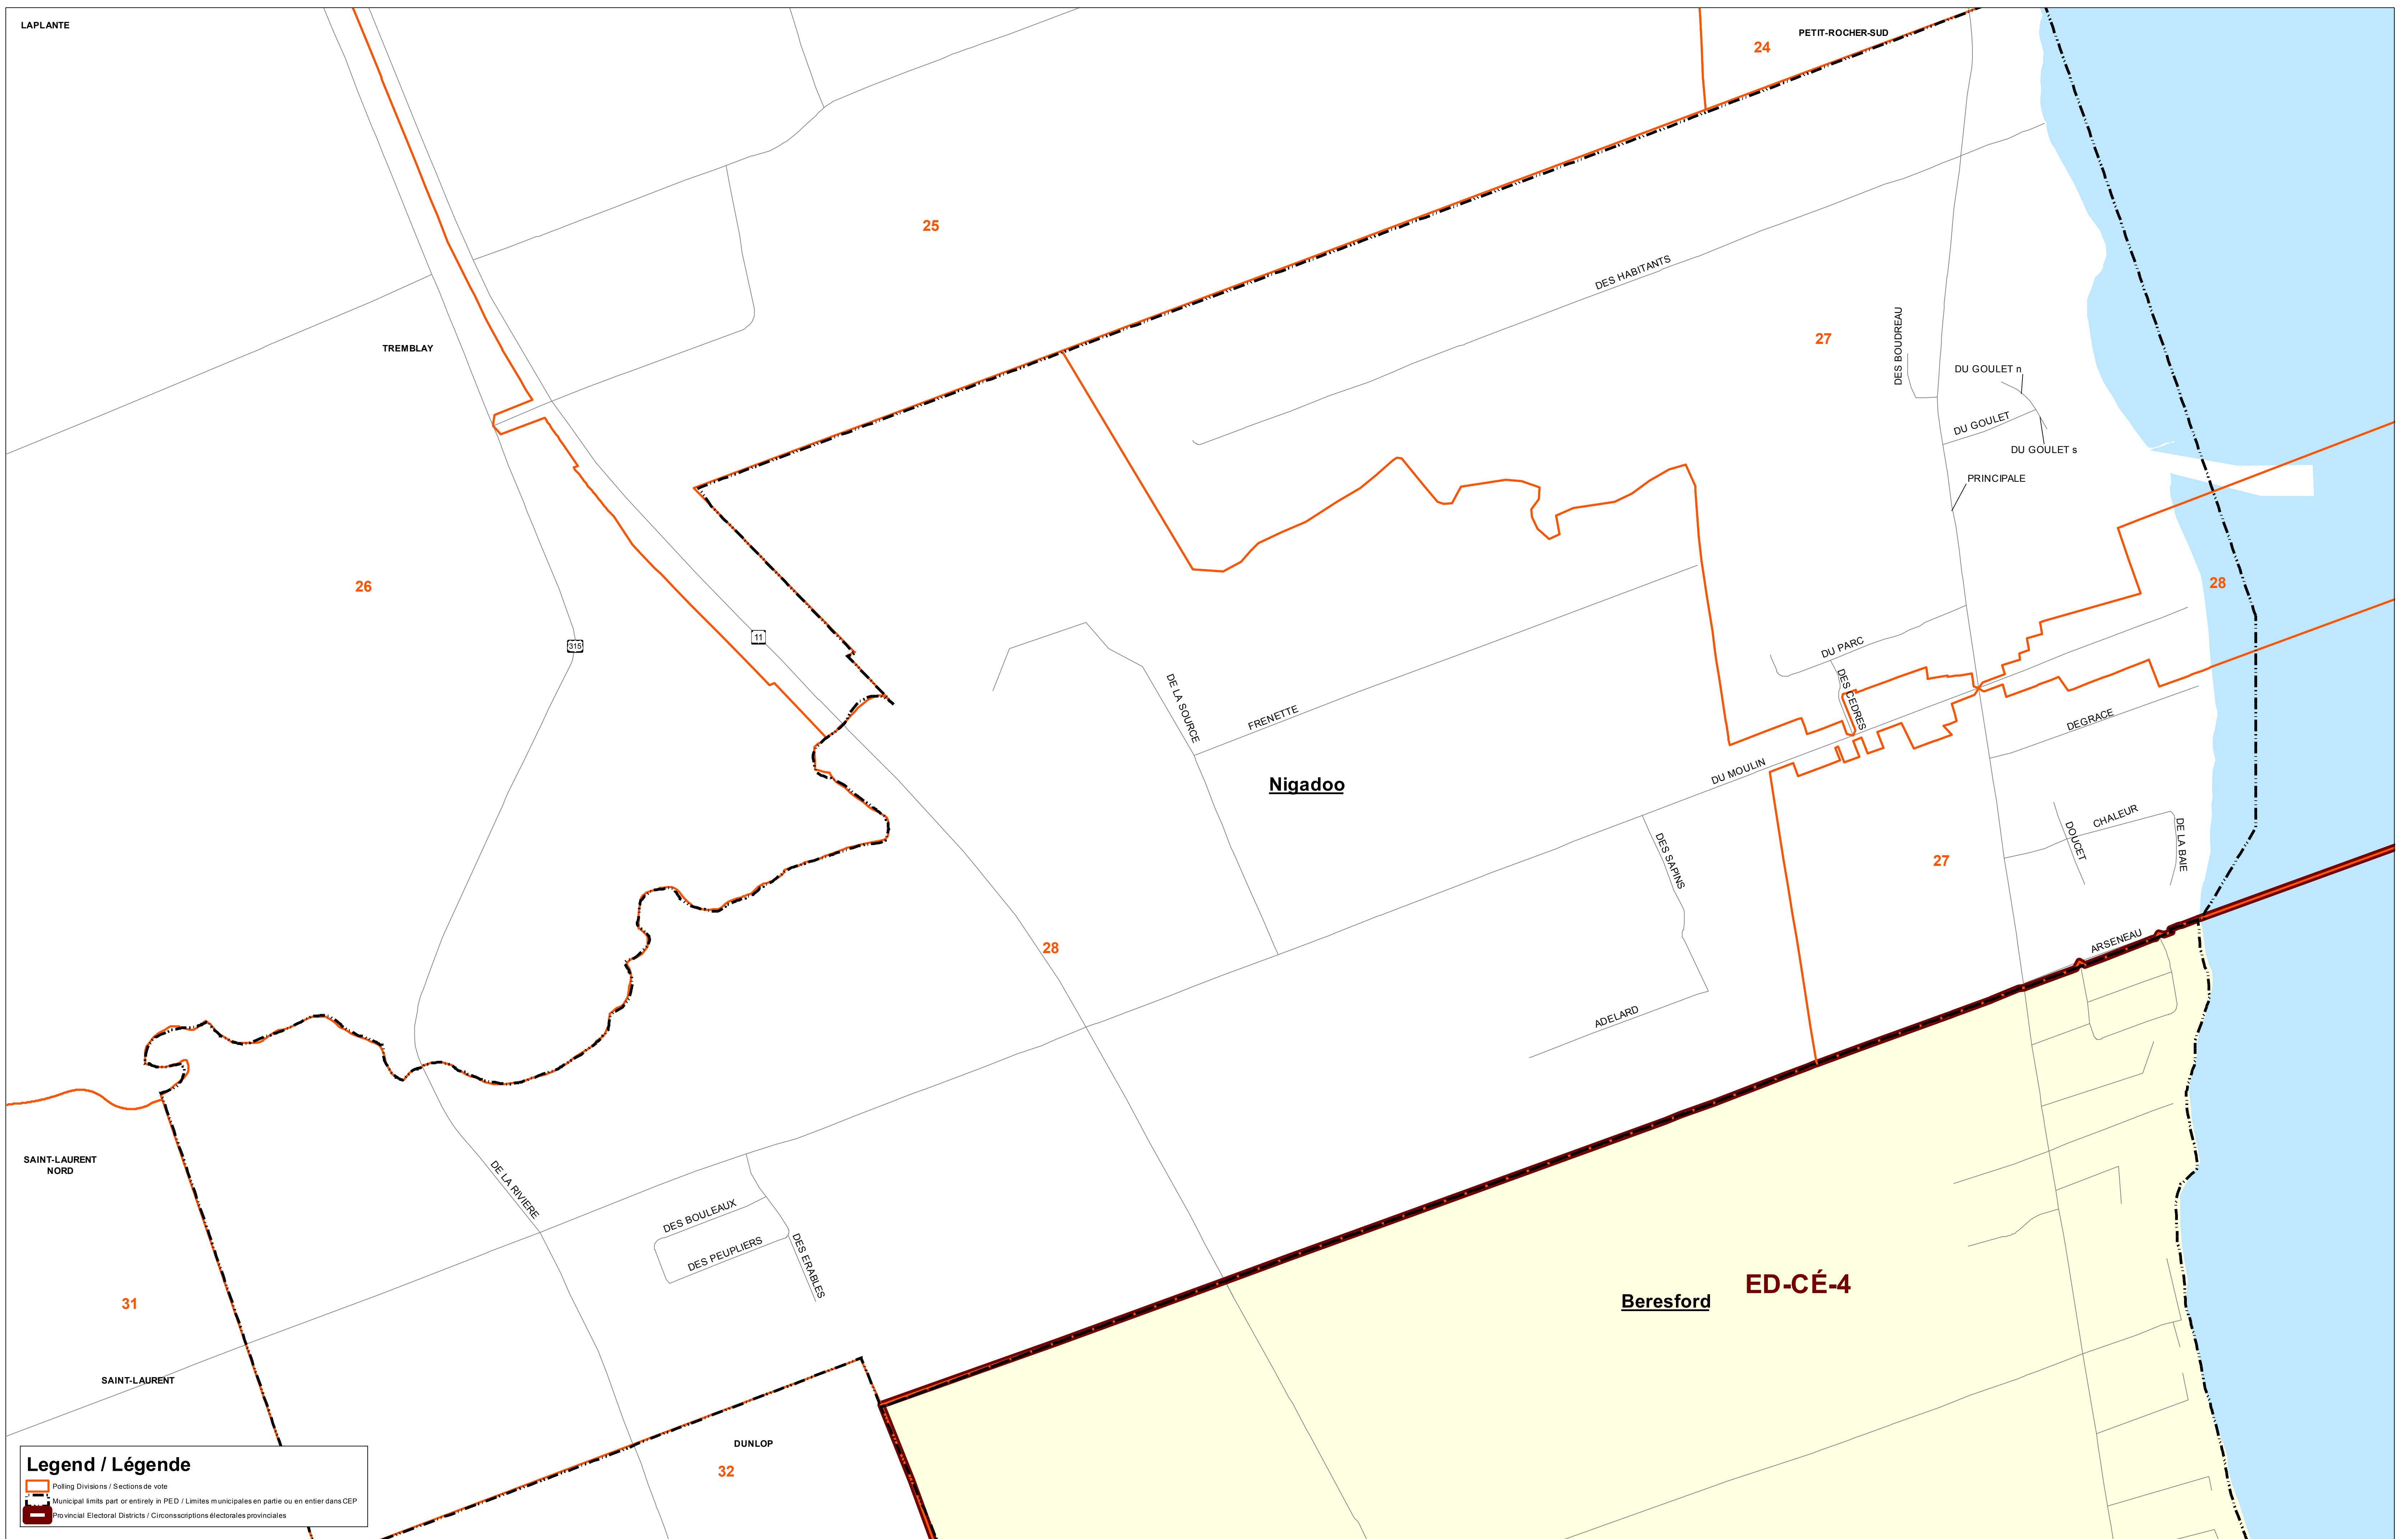 LAPLANTE
24
PETIT-ROCHER-SUD
25
DES HABITANTS
27
DES BOUDREAU
TREMBLAY
DU GOULET n
DU GOULET
DU GOULET s
PRINCIPALE
26
28
315
11
DU PARC
DES CEDRES
DE LA SOURCE
FRENETTE
DEGRACE
DU MOULIN
Nigadoo
CHALEUR
DOUCET
DE LA BAIE
DES SAPINS
27
28
ARSENEAU
ADELARD
SAINT-LAURENT
NORD
DE LA RIVIERE
DES BOULEAUX
DES PEUPLIERS
DES ERABLES
31
ED-CÉ-4
Beresford
SAINT-LAURENT
DUNLOP
32
Legend / Légende
Polling Divisions / Sections de vote
Municipal limits part or entirely in PED / Limites municipales en partie ou en entier dans CEP
Provincial Electoral Districts / Circonsscriptions électorales provinciales